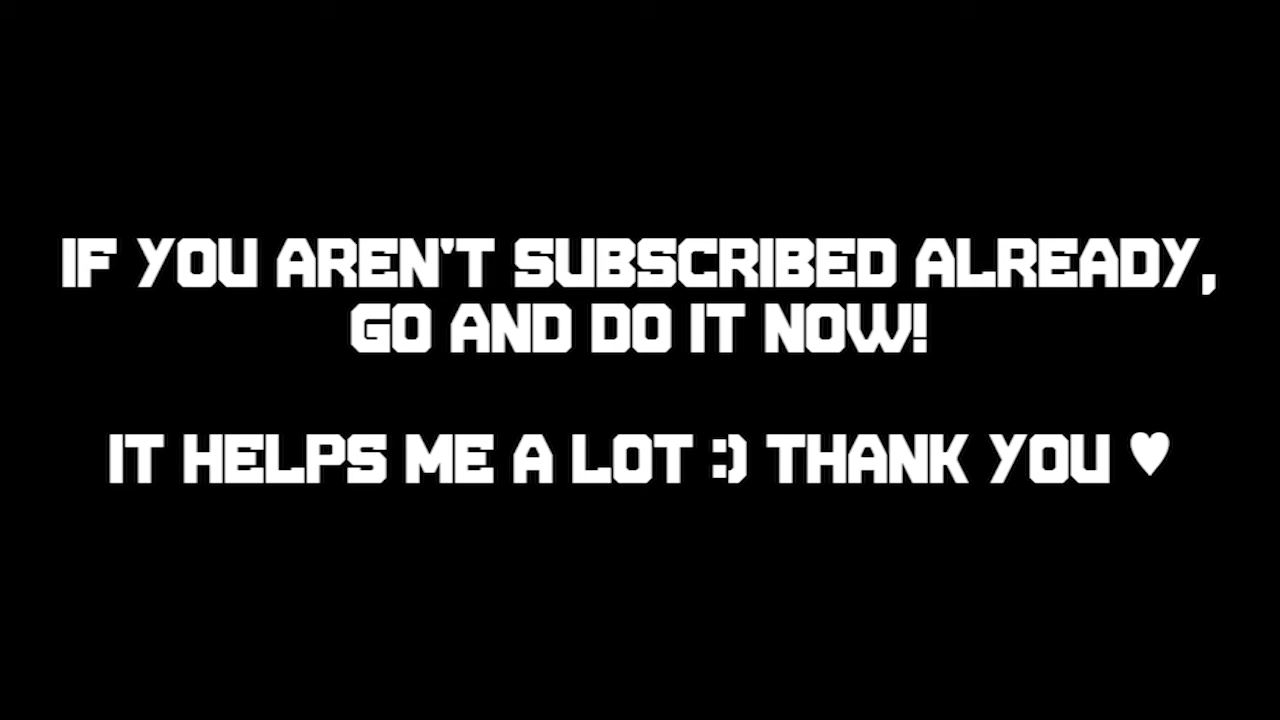 IF YOU AREN'T SUBSCRIBED ALREADY,
GO AND DO IT NOW!
IT HELPS ME A LOT :) THANK YOU ♥